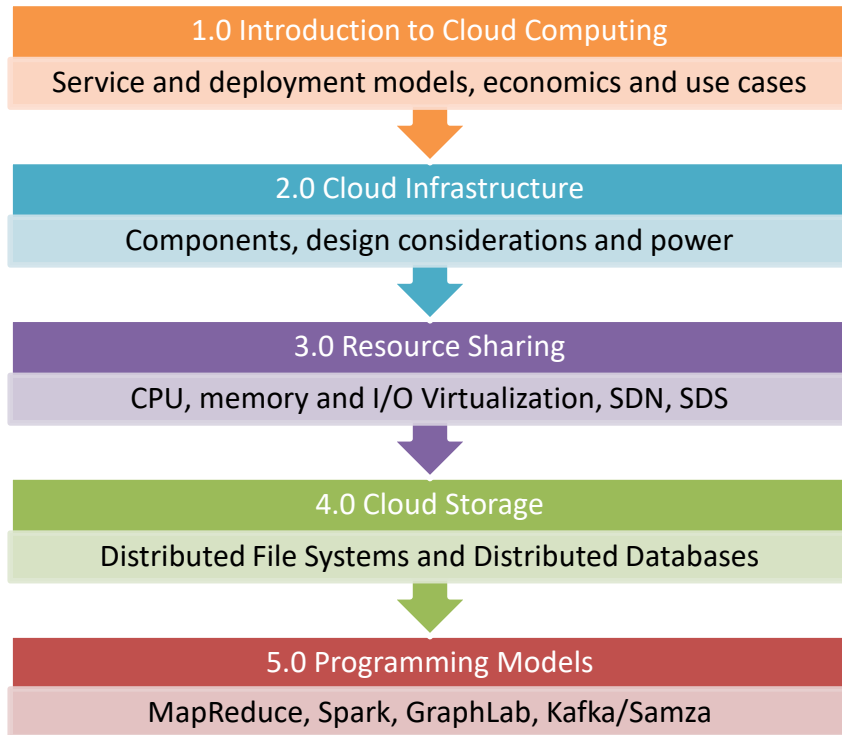 1.0 Introduction to Cloud Computing
Service and deployment models, economics and use cases
2.0 Cloud Infrastructure
Components, design considerations and power
3.0 Resource Sharing
CPU, memory and I/O Virtualization, SDN, SDS
4.0 Cloud Storage
Distributed File Systems and Distributed Databases
5.0 Programming Models
MapReduce, Spark, GraphLab, Kafka/Samza